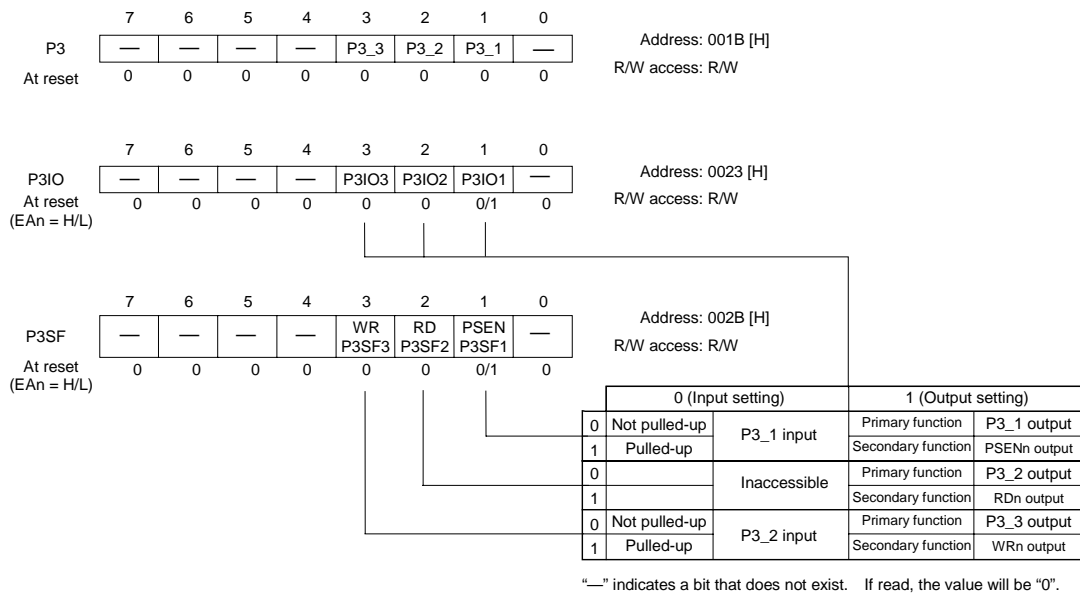 7 6 5 4 3 2 1 0
P3 — — — — P3_3 P3_2 P3_1 — Address: 001B [H]
At reset 0 0 0 0 0 0 0 0 R/W access: R/W
7 6 5 4 3 2 1 0
P3IO — — — — P3IO3 P3IO2 P3IO1 — Address: 0023 [H]
At reset 0 0 0 0 0 0 0/1 0 R/W access: R/W
(EAn = H/L)
7 6 5 4 3 2 1 0
P3SF — — — — WR P3SF3 RD P3SF2 PSEN P3SF1 — Address: 002B [H]
R/W access: R/W
At reset 0 0 0 0 0 0 0/1 0
(EAn = H/L)
0 (Input setting) 1 (Output setting)
0 Not pulled-up P3_1 input Primary function P3_1 output
1 Pulled-up Secondary function PSENn output
0 Inaccessible Primary function P3_2 output
1 Secondary function RDn output
0 Not pulled-up P3_2 input Primary function P3_3 output
1 Pulled-up Secondary function WRn output
“—” indicates a bit that does not exist. If read, the value will be “0”.